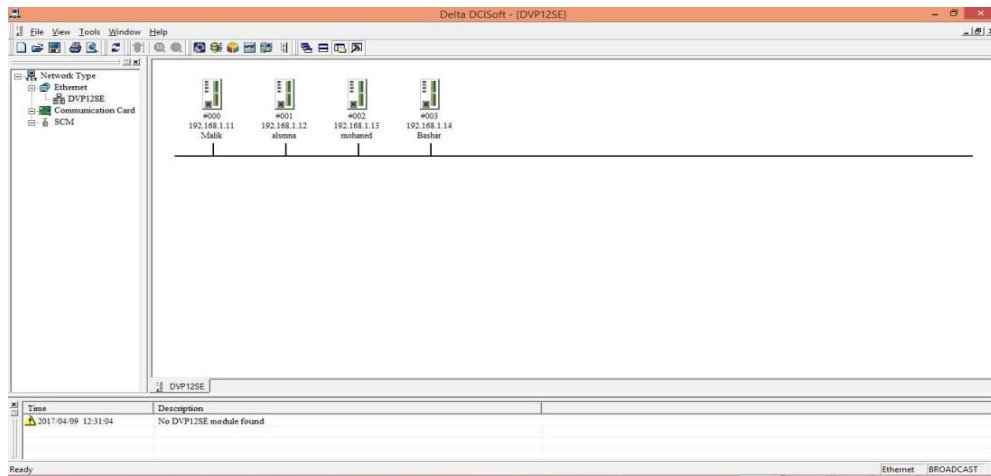 Delta DCISoft - [DVP12SE]
File View Tools Window Help
Network Type
Ethernet
DVP12SE
Communication Card
SCM
#000 #001 #002 #003
192.168.1.11 192.168.1.12 192.168.1.13 192.168.1.14
Malik alsmna mohaned Bashar
DVP12SE
Time Description
2017/04/09 12:31:04 No DVP12SE module found
Ready Ethernet BROADCAST